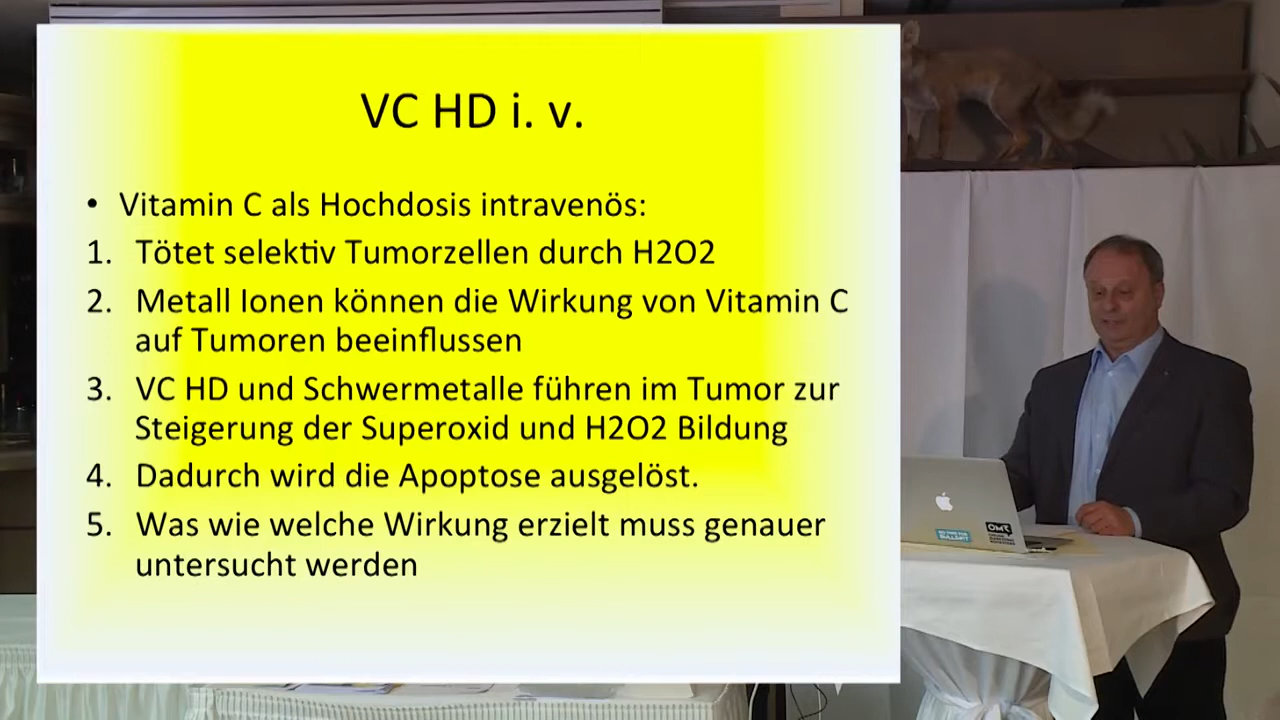 VC HD i. v.
• Vitamin C als Hochdosis intravenös:
1. Tötet selektiv Tumorzellen durch H2O2
2. Metall Ionen können die Wirkung von Vitamin C
auf Tumoren beeinflussen
3. VC HD und Schwermetalle führen im Tumor zur
Steigerung der Superoxid und H2O2 Bildung
4. Dadurch wird die Apoptose ausgelöst.
5. Was wie welche Wirkung erzielt muss genauer
untersucht werden
OMR